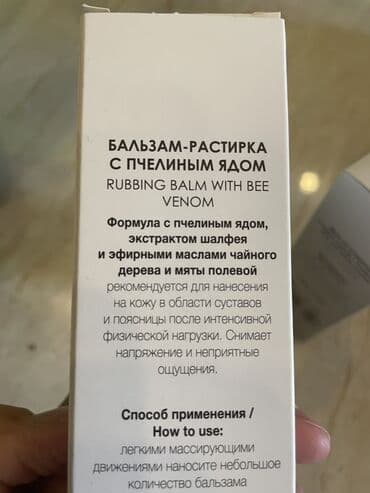 БАЛЬЗАМ-РАСТИРКА
С ПЧЕЛИНЫМ ЯДОМ
RUBBING BALM WITH BEE
VENOM
Формула с пчелиным ядом,
экстрактом шалфея
и эфирными маслами чайного
дерева и мяты полевой
рекомендуется для нанесения
на кожу в области суставов
и поясницы после интенсивной
физической нагрузки. Снимает
напряжение и неприятные
ощущения.
Способ применения /
How to use:
легкими массирующими
движениями наносите небольшое
количество бальзама